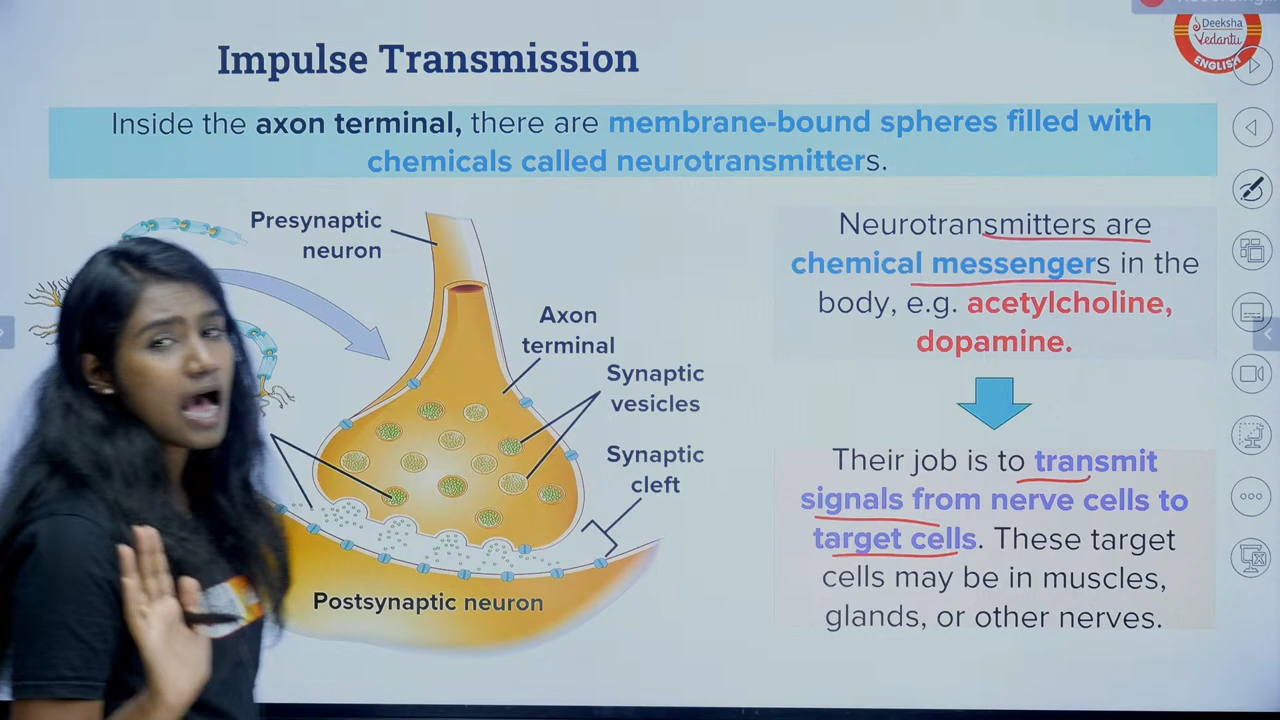 Deeksha
Vedantu
ENGLISH
Impulse Transmission
Inside the axon terminal, there are membrane-bound spheres filled with
chemicals called neurotransmitters.
Presynaptic
neuron
Axon
terminal
Synaptic
vesicles
Synaptic
cleft
Postsynaptic neuron
Neurotransmitters are
chemical messengers in the
body, e.g. acetylcholine,
dopamine.
Their job is to transmit
signals from nerve cells to
target cells. These target
cells may be in muscles,
glands, or other nerves.